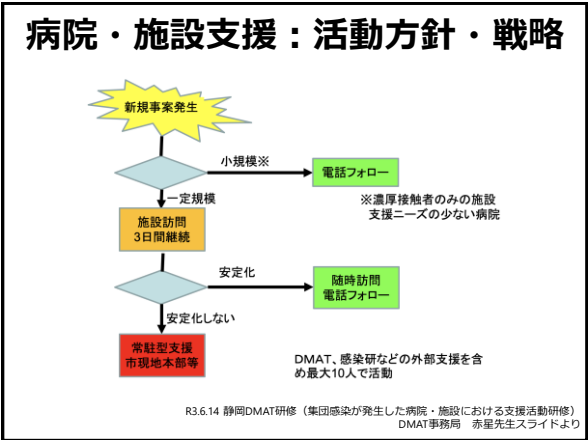 病院・施設支援：活動方針・戦略
新規事案発生
小規模※
電話フォロー
※濃厚接触者のみの施設
支援ニーズの少ない病院
一定規模
施設訪問
3日間継続
安定化
随時訪問
電話フォロー
安定化しない
常駐型支援
市現地本部等
DMAT、感染研などの外部支援を含
め最大10人で活動
R3.6.14 静岡DMAT研修（集団感染が発生した病院・施設における支援活動研修）
DMAT事務局　赤星先生スライドより